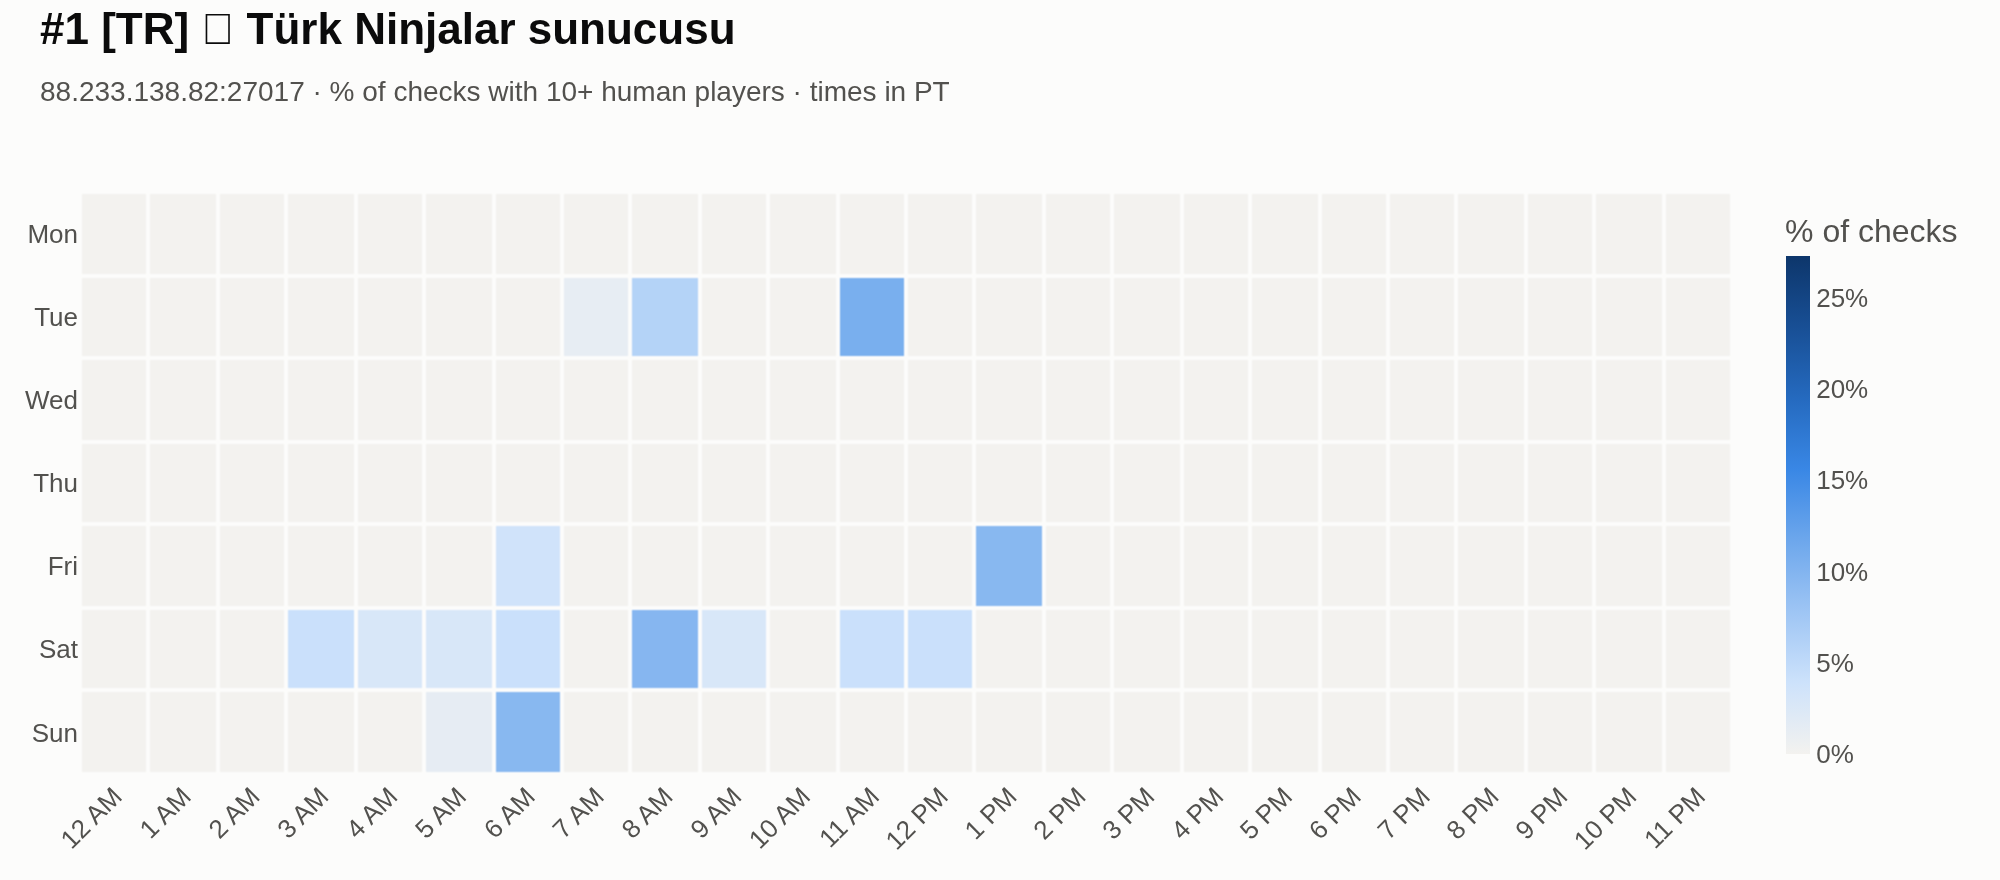 #1 [TR] Türk Ninjalar sunucusu
88.233.138.82:27017 · % of checks with 10+ human players · times in PT
% of checks
25%
20%
15%
10%
5%
0%
Mon
Tue
Wed
Thu
Fri
Sat
Sun
12 AM
1 AM
2 AM
3 AM
4 AM
5 AM
6 AM
7 AM
8 AM
9 AM
10 AM
11 AM
12 PM
1 PM
2 PM
3 PM
4 PM
5 PM
6 PM
7 PM
8 PM
9 PM
10 PM
11 PM